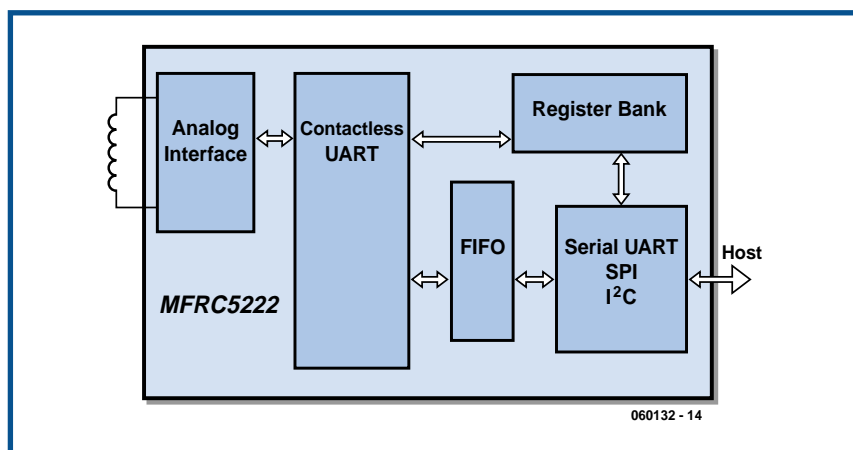 Analog
Interface
Contactless
UART
Register Bank
FIFO
Serial UART
SPI
I²C
Host
MFRC5222
060132 - 14